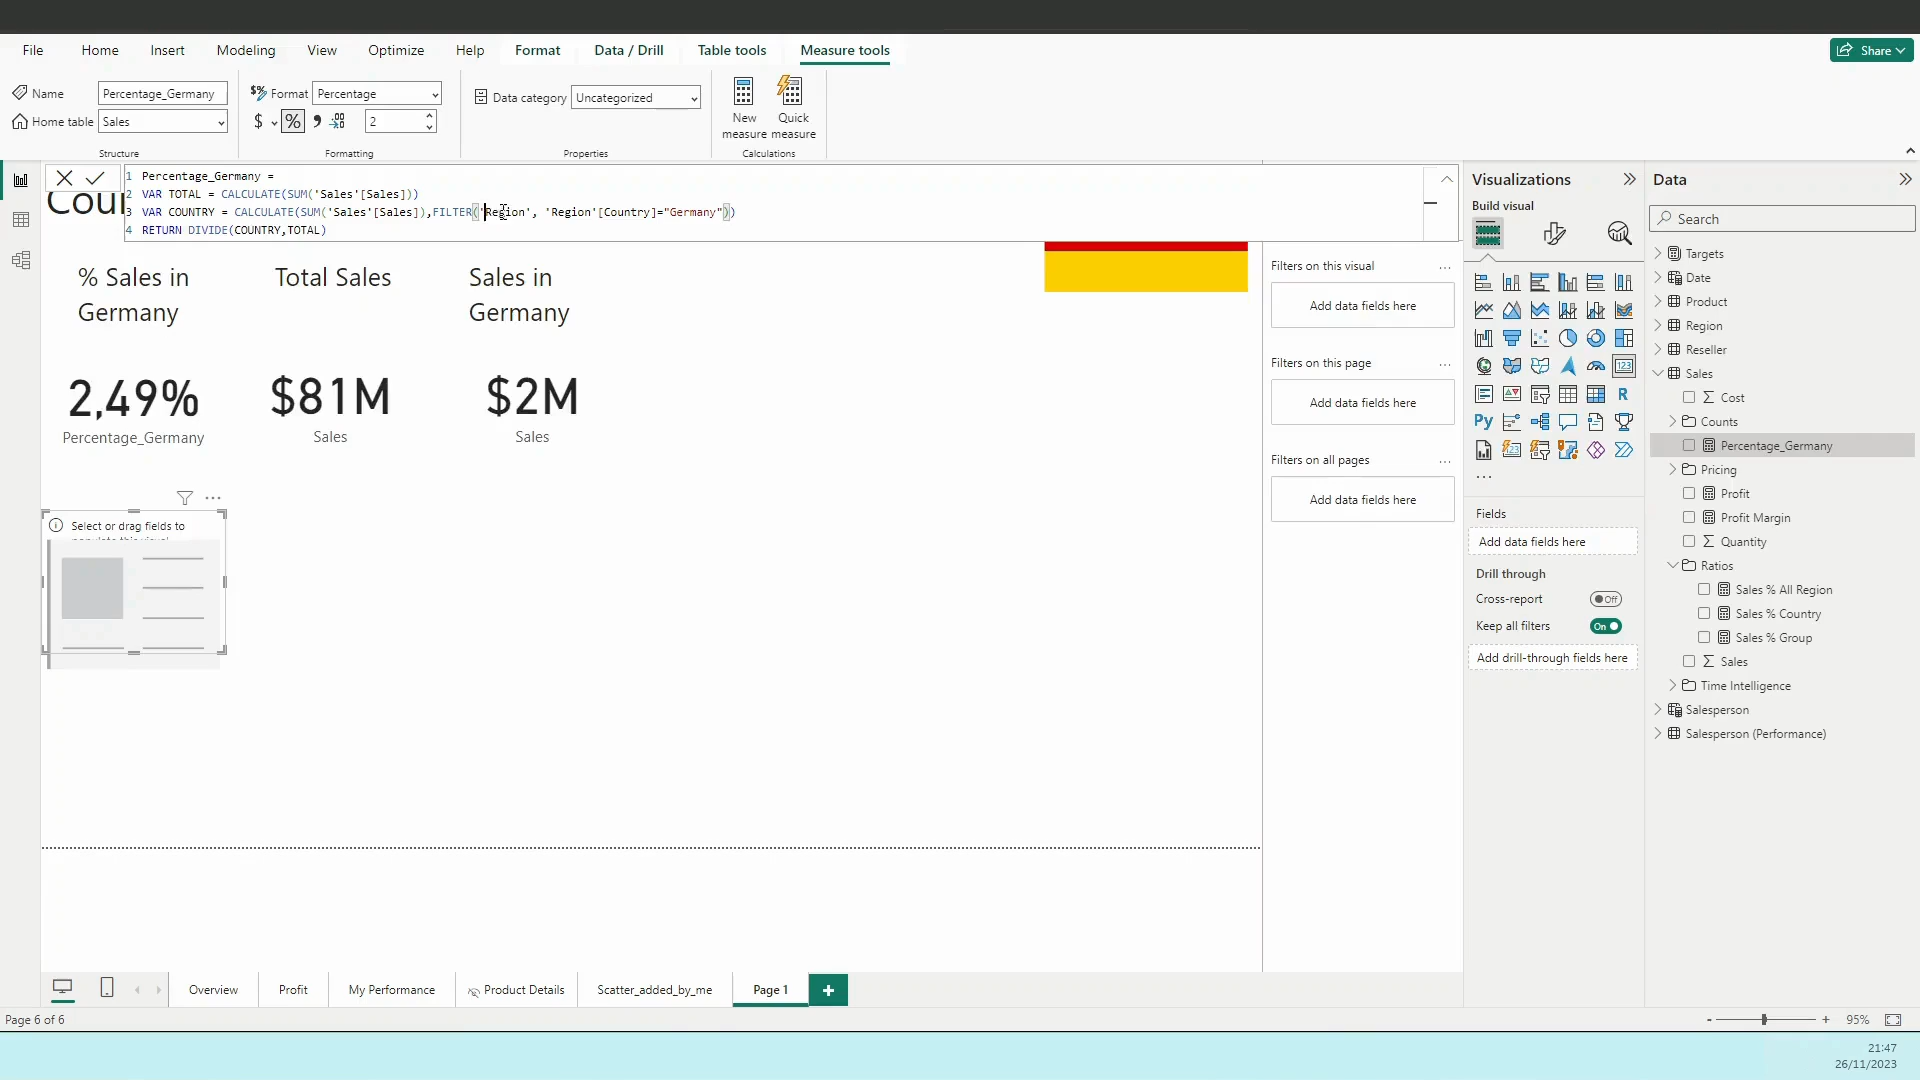 File Home Insert Modeling View Optimize Help Format Data / Drill Table tools Measure tools Share
Name Percentage_Germany
Home table Sales
Structure
Format Percentage
$ % 2
Formatting
Data category Uncategorized
Properties
New measure
Quick measure
Calculations
1 Percentage_Germany =
2 VAR TOTAL = CALCULATE(SUM('Sales'[Sales]))
3 VAR COUNTRY = CALCULATE(SUM('Sales'[Sales]),FILTER('Region', 'Region'[Country]="Germany"))
4 RETURN DIVIDE(COUNTRY,TOTAL)
% Sales in
Germany
Total Sales
Sales in
Germany
2,49%
Percentage_Germany
$81M
Sales
$2M
Sales
Select or drag fields to
Filters on this visual ...
Add data fields here
Filters on this page ...
Add data fields here
Filters on all pages ...
Add data fields here
Visualizations
Build visual
123
R
Py
...
Fields
Add data fields here
Drill through
Cross-report Off
Keep all filters On
Add drill-through fields here
Data
Search
Targets
Date
Product
Region
Reseller
Sales
Cost
Counts
Percentage_Germany
Pricing
Profit
Profit Margin
Quantity
Ratios
Sales % All Region
Sales % Country
Sales % Group
Sales
Time Intelligence
Salesperson
Salesperson (Performance)
Overview Profit My Performance Product Details Scatter_added_by_me Page 1 +
Page 6 of 6
- + 95%
21:47
26/11/2023